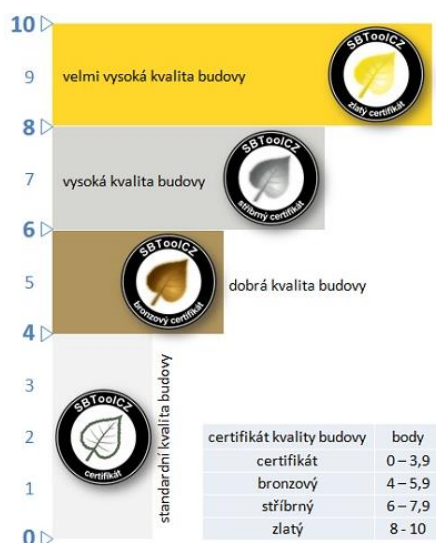 10
9
velmi vysoká kvalita budovy
SBToolCZ
zlatý certifikát
8
7
vysoká kvalita budovy
SBToolCZ
stříbrný certifikát
6
5
SBToolCZ
bronzový certifikát
dobrá kvalita budovy
4
3
2
1
0
SBToolCZ
certifikát
standardní kvalita budovy
certifikát kvality budovy body
certifikát 0 – 3,9
bronzový 4 – 5,9
stříbrný 6 – 7,9
zlatý 8 - 10